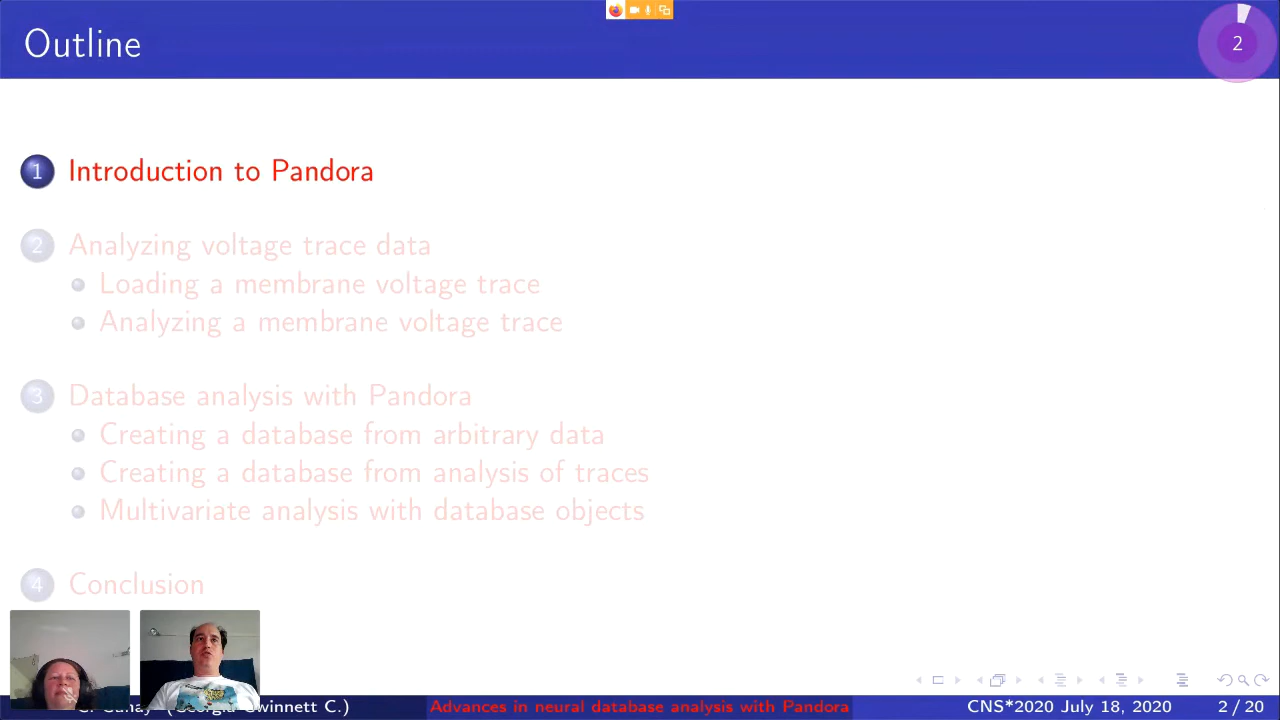 Outline
2
1 Introduction to Pandora
2 Analyzing voltage trace data
Loading a membrane voltage trace
Analyzing a membrane voltage trace
3 Database analysis with Pandora
Creating a database from arbitrary data
Creating a database from analysis of traces
Multivariate analysis with database objects
4 Conclusion
Gwinnett C.) Advances in neural database analysis with Pandora CNS*2020 July 18, 2020 2 / 20